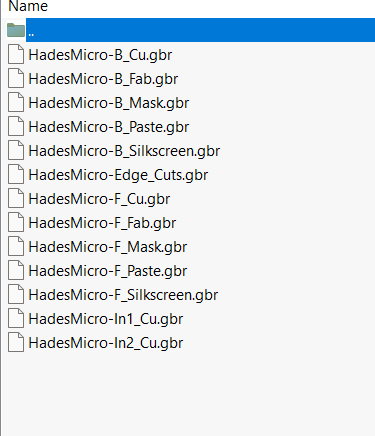 Name
..
HadesMicro-B_Cu.gbr
HadesMicro-B_Fab.gbr
HadesMicro-B_Mask.gbr
HadesMicro-B_Paste.gbr
HadesMicro-B_Silkscreen.gbr
HadesMicro-Edge_Cuts.gbr
HadesMicro-F_Cu.gbr
HadesMicro-F_Fab.gbr
HadesMicro-F_Mask.gbr
HadesMicro-F_Paste.gbr
HadesMicro-F_Silkscreen.gbr
HadesMicro-In1_Cu.gbr
HadesMicro-In2_Cu.gbr